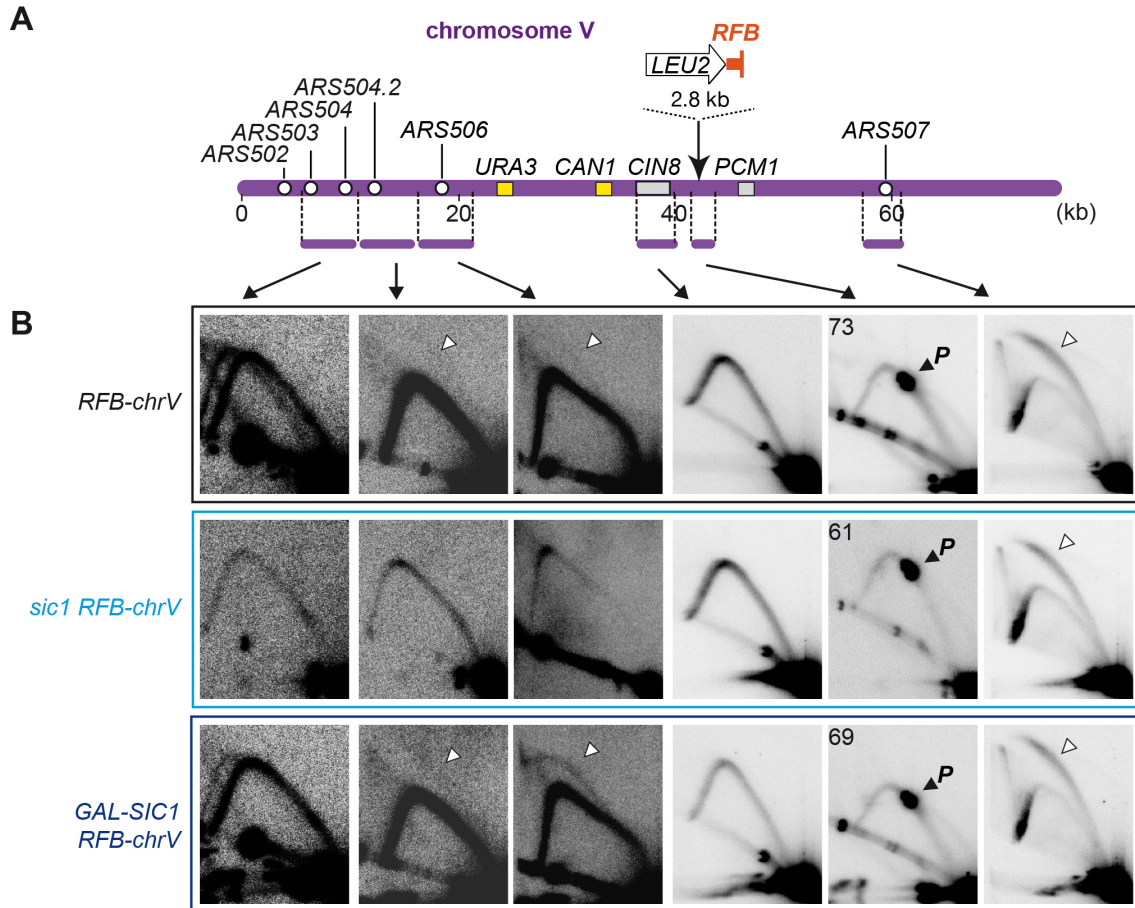 A
chromosome V
RFB
LEU2
2.8 kb
ARS504.2
ARS504
ARS503
ARS502
ARS506
ARS507
URA3 CAN1 CIN8 PCM1
0 20 40 60 (kb)
B
RFB-chrV
73
P
sic1 RFB-chrV
61
P
GAL-SIC1
RFB-chrV
69
P